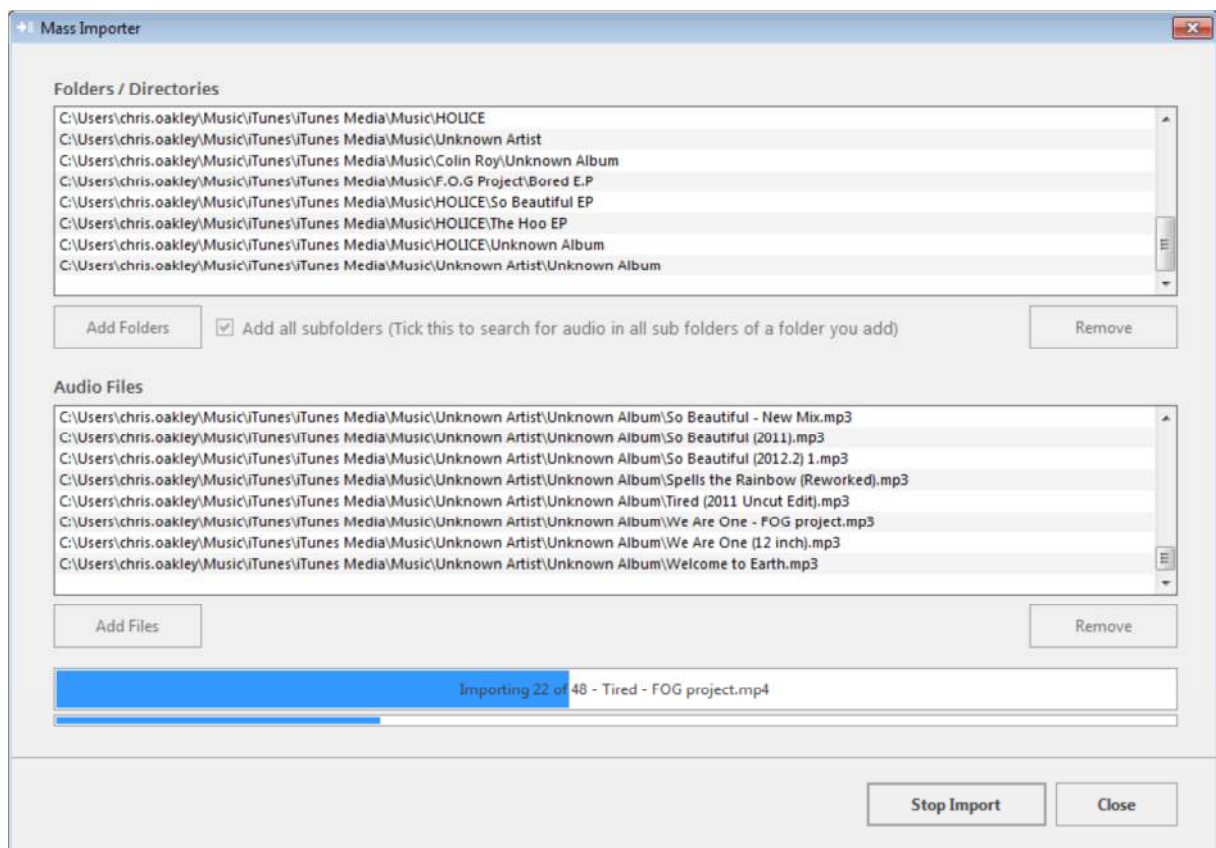 Mass Importer
Folders / Directories
C:\Users\chris.oakley\Music\iTunes\iTunes Media\Music\HOLICE
C:\Users\chris.oakley\Music\iTunes\iTunes Media\Music\Unknown Artist
C:\Users\chris.oakley\Music\iTunes\iTunes Media\Music\Colin Roy\Unknown Album
C:\Users\chris.oakley\Music\iTunes\iTunes Media\Music\F.O.G Project\Bored E.P
C:\Users\chris.oakley\Music\iTunes\iTunes Media\Music\HOLICE\So Beautiful EP
C:\Users\chris.oakley\Music\iTunes\iTunes Media\Music\HOLICE\The Hoo EP
C:\Users\chris.oakley\Music\iTunes\iTunes Media\Music\HOLICE\Unknown Album
C:\Users\chris.oakley\Music\iTunes\iTunes Media\Music\Unknown Artist\Unknown Album
Add Folders Add all subfolders (Tick this to search for audio in all sub folders of a folder you add) Remove
Audio Files
C:\Users\chris.oakley\Music\iTunes\iTunes Media\Music\Unknown Artist\Unknown Album\So Beautiful - New Mix.mp3
C:\Users\chris.oakley\Music\iTunes\iTunes Media\Music\Unknown Artist\Unknown Album\So Beautiful (2011).mp3
C:\Users\chris.oakley\Music\iTunes\iTunes Media\Music\Unknown Artist\Unknown Album\So Beautiful (2012.2) 1.mp3
C:\Users\chris.oakley\Music\iTunes\iTunes Media\Music\Unknown Artist\Unknown Album\Spells the Rainbow (Reworked).mp3
C:\Users\chris.oakley\Music\iTunes\iTunes Media\Music\Unknown Artist\Unknown Album\Tired (2011 Uncut Edit).mp3
C:\Users\chris.oakley\Music\iTunes\iTunes Media\Music\Unknown Artist\Unknown Album\We Are One - FOG project.mp3
C:\Users\chris.oakley\Music\iTunes\iTunes Media\Music\Unknown Artist\Unknown Album\We Are One (12 inch).mp3
C:\Users\chris.oakley\Music\iTunes\iTunes Media\Music\Unknown Artist\Unknown Album\Welcome to Earth.mp3
Add Files Remove
Importing 22 of 48 - Tired - FOG project.mp4
Stop Import Close